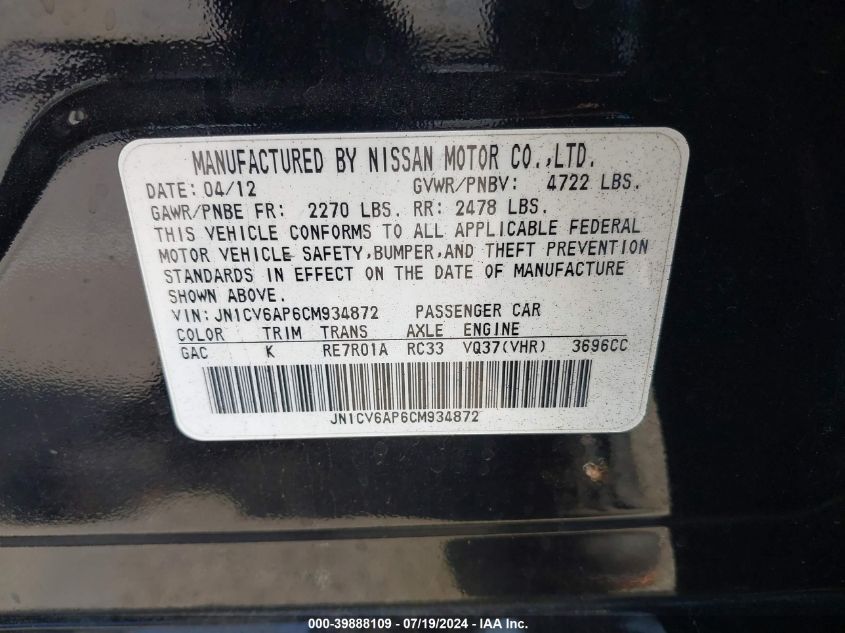 MANUFACTURED BY NISSAN MOTOR CO.,LTD.
DATE: 04/12 GVWR/PNBV: 4722 LBS.
GAWR/PNBE FR: 2270 LBS. RR: 2478 LBS.
THIS VEHICLE CONFORMS TO ALL APPLICABLE FEDERAL
MOTOR VEHICLE SAFETY,BUMPER,AND THEFT PREVENTION
STANDARDS IN EFFECT ON THE DATE OF MANUFACTURE
SHOWN ABOVE.
VIN: JN1CV6AP6CM934872 PASSENGER CAR
COLOR TRIM TRANS AXLE ENGINE
GAC K RE7R01A RC33 VQ37(VHR) 3696CC
JN1CV6AP6CM934872
000-39888109 - 07/19/2024 - IAA Inc.